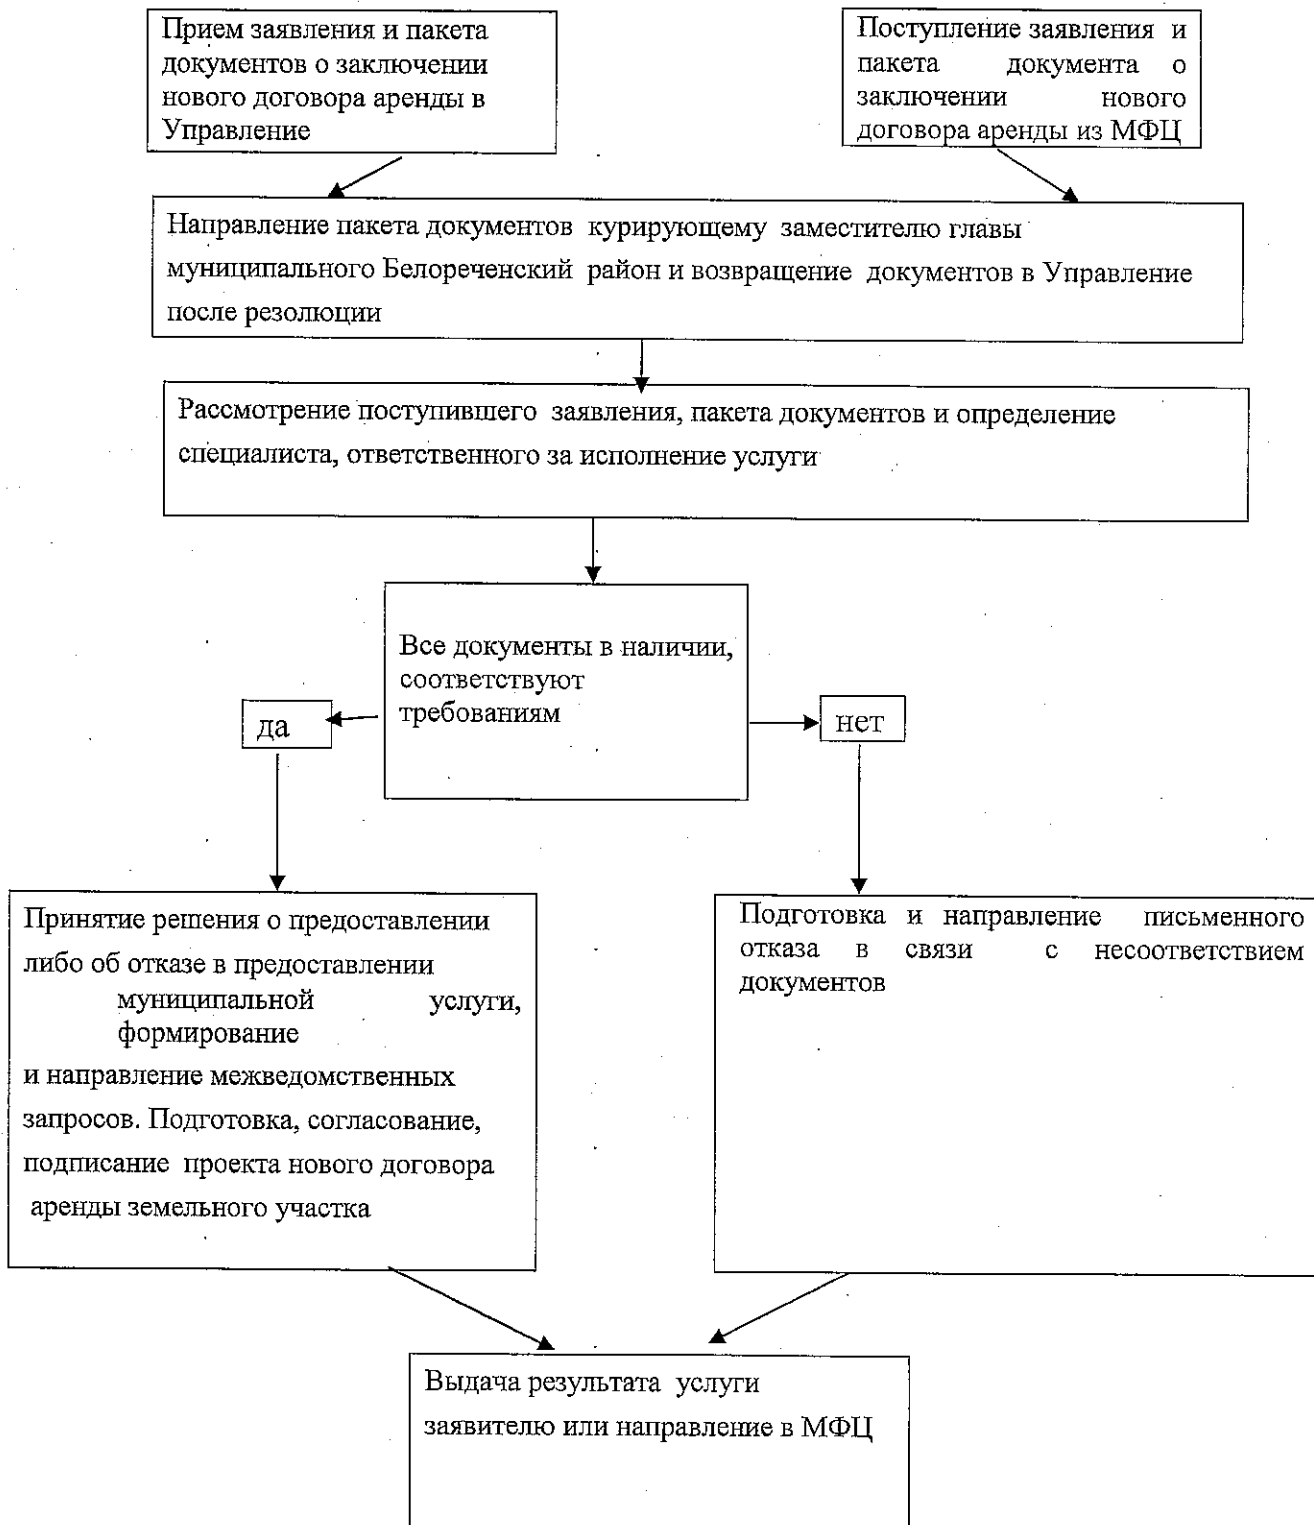 Прием заявления и пакета
документов о заключении
нового договора аренды в
Управление
Поступление заявления и
пакета документа о
заключении нового
договора аренды из МФЦ
Направление пакета документов курирующему заместителю главы
муниципального Белореченский район и возвращение документов в Управление
после резолюции
Рассмотрение поступившего заявления, пакета документов и определение
специалиста, ответственного за исполнение услуги
Все документы в наличии,
соответствуют
требованиям
да
нет
Принятие решения о предоставлении
либо об отказе в предоставлении
муниципальной услуги,
формирование
и направление межведомственных
запросов. Подготовка, согласование,
подписание проекта нового договора
аренды земельного участка
Подготовка и направление письменного
отказа в связи с несоответствием
документов
Выдача результата услуги
заявителю или направление в МФЦ